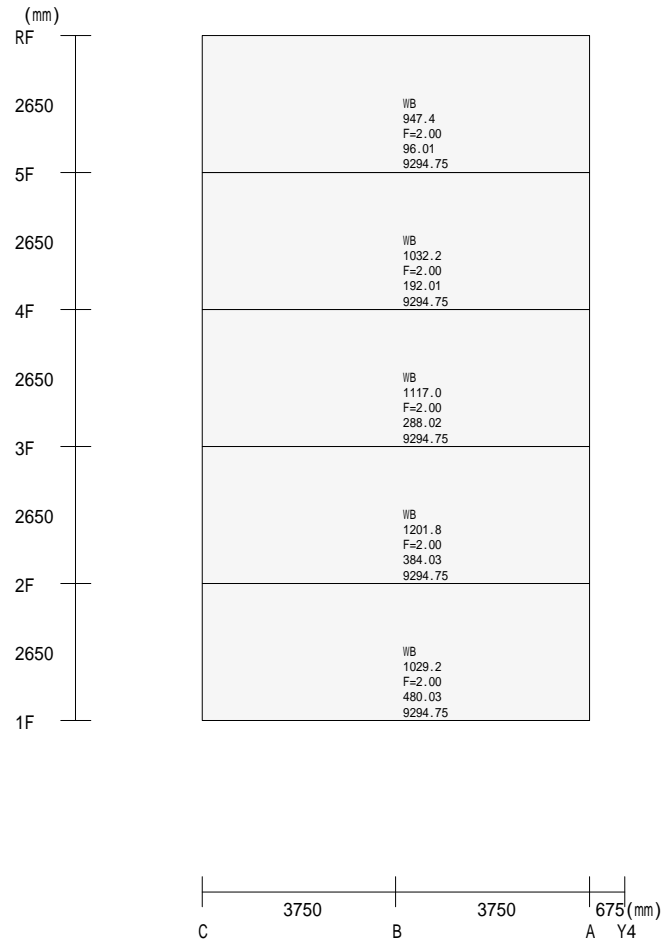 (mm)
RF
2650
WB
947.4
F=2.00
96.01
9294.75
5F
2650
WB
1032.2
F=2.00
192.01
9294.75
4F
2650
WB
1117.0
F=2.00
288.02
9294.75
3F
2650
WB
1201.8
F=2.00
384.03
9294.75
2F
2650
WB
1029.2
F=2.00
480.03
9294.75
1F
3750 3750 675(mm)
C B A Y4